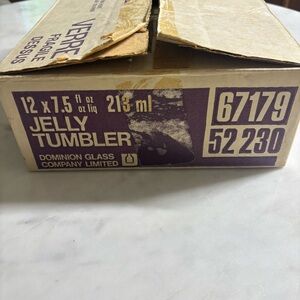 VERRE
FRAGILE
DESSUS
12 x 7.5 fl oz 213 ml
oz liq
JELLY
TUMBLER
DOMINION GLASS
COMPANY LIMITED
67179
52 230